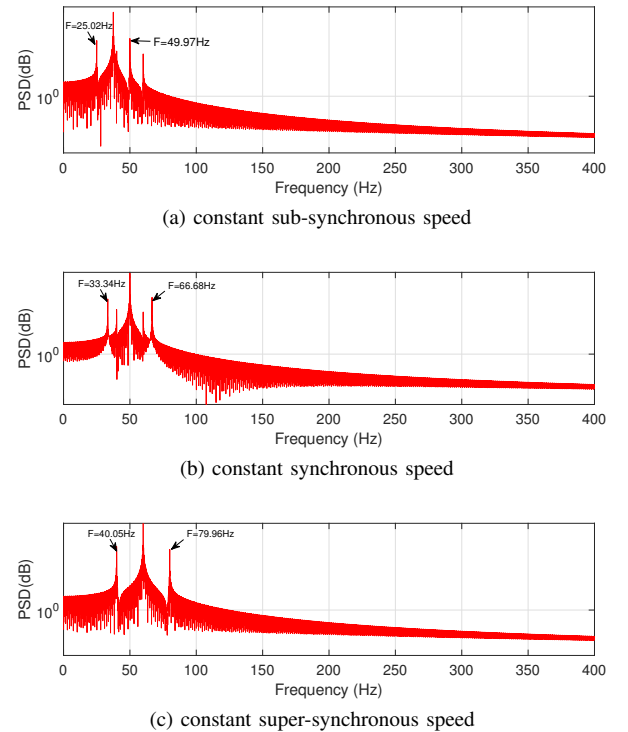 F=25.02Hz
F=49.97Hz
PSD(dB)
10^0
0 50 100 150 200 250 300 350 400
Frequency (Hz)
(a) constant sub-synchronous speed
F=33.34Hz
F=66.68Hz
PSD(dB)
10^0
0 50 100 150 200 250 300 350 400
Frequency (Hz)
(b) constant synchronous speed
F=40.05Hz
F=79.96Hz
PSD(dB)
10^0
0 50 100 150 200 250 300 350 400
Frequency (Hz)
(c) constant super-synchronous speed